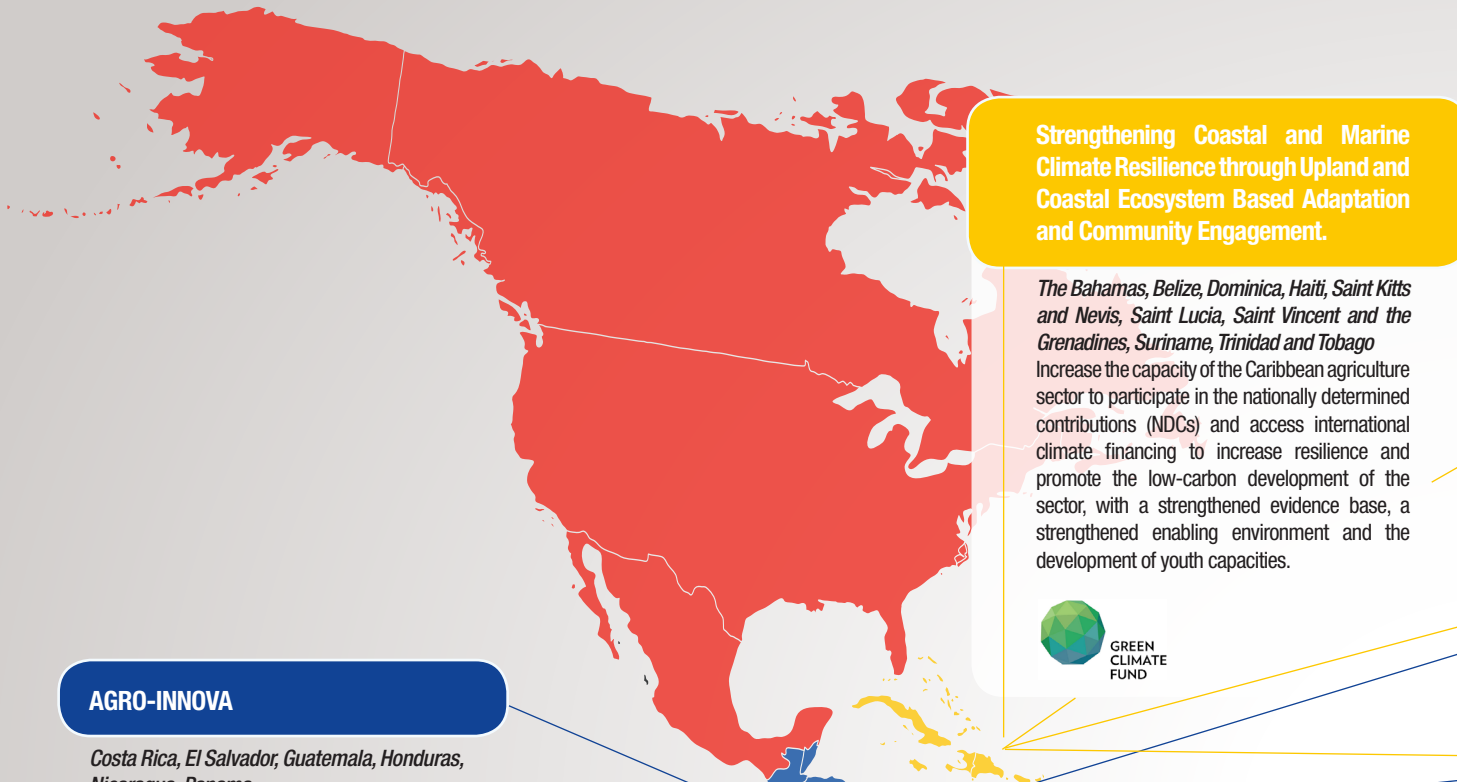 Strengthening Coastal and Marine
Climate Resilience through Upland and
Coastal Ecosystem Based Adaptation
and Community Engagement.
The Bahamas, Belize, Dominica, Haiti, Saint Kitts
and Nevis, Saint Lucia, Saint Vincent and the
Grenadines, Suriname, Trinidad and Tobago
Increase the capacity of the Caribbean agriculture
sector to participate in the nationally determined
contributions (NDCs) and access international
climate financing to increase resilience and
promote the low-carbon development of the
sector, with a strengthened evidence base, a
strengthened enabling environment and the
development of youth capacities.
GREEN
CLIMATE
FUND
AGRO-INNOVA
Costa Rica, El Salvador, Guatemala, Honduras,
Nicaragua, Panama